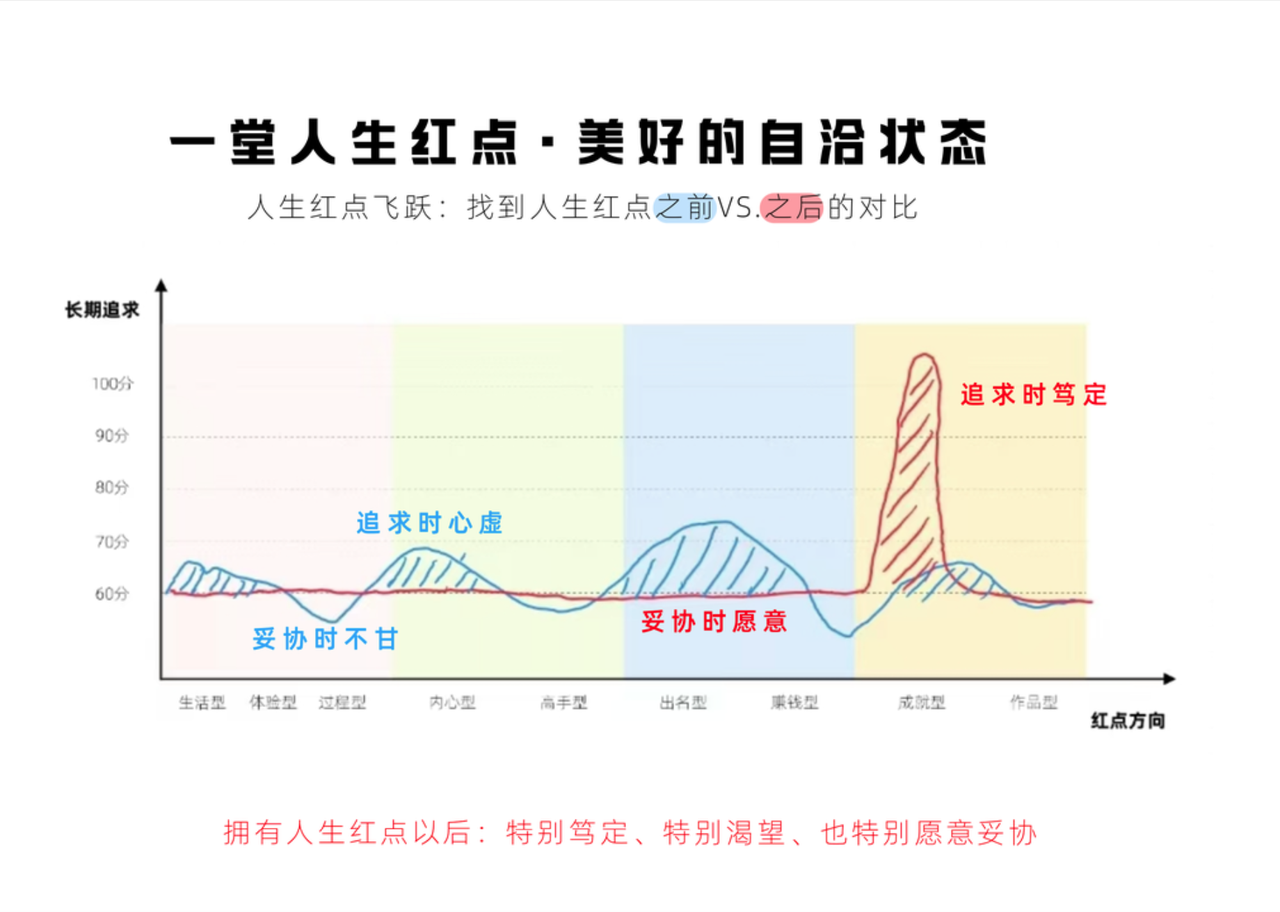 一堂人生红点·美好的自洽状态
人生红点飞跃：找到人生红点之前VS.之后的对比
长期追求
100分
90分
80分
70分
60分
追求时笃定
追求时心虚
妥协时愿意
妥协时不甘
生活型 体验型 过程型 内心型 高手型 出名型 赚钱型 成就型 作品型
红点方向
拥有人生红点以后：特别笃定、特别渴望、也特别愿意妥协